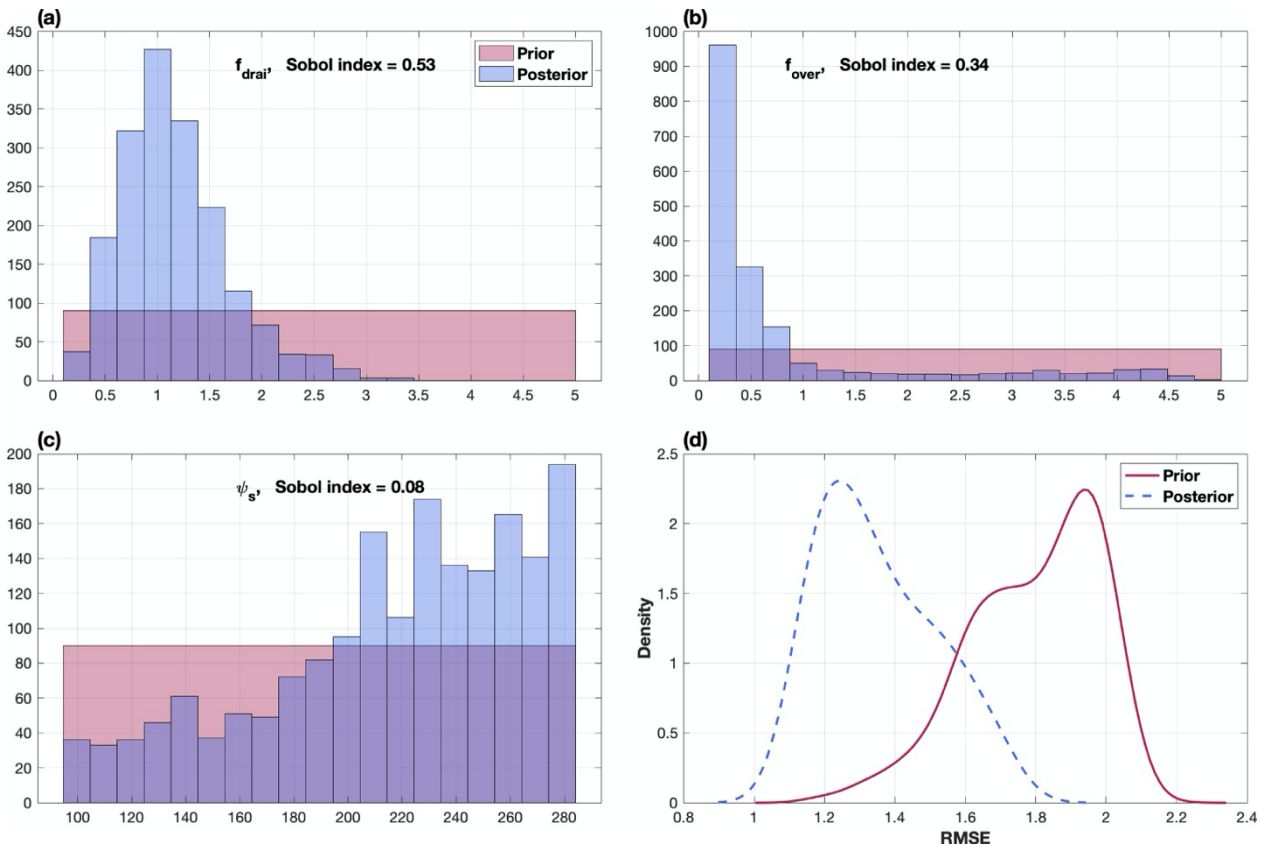 (a)
450
400
350
300
250
200
150
100
50
0
f_drai, Sobol index = 0.53
Prior
Posterior
0 0.5 1 1.5 2 2.5 3 3.5 4 4.5 5
(b)
1000
900
800
700
600
500
400
300
200
100
0
f_over, Sobol index = 0.34
0 0.5 1 1.5 2 2.5 3 3.5 4 4.5 5
(c)
200
180
160
140
120
100
80
60
40
20
0
ψ_s, Sobol index = 0.08
100 120 140 160 180 200 220 240 260 280
(d)
2.5
2
1.5
1
0.5
0
Density
Prior
Posterior
0.8 1 1.2 1.4 1.6 1.8 2 2.2 2.4
RMSE